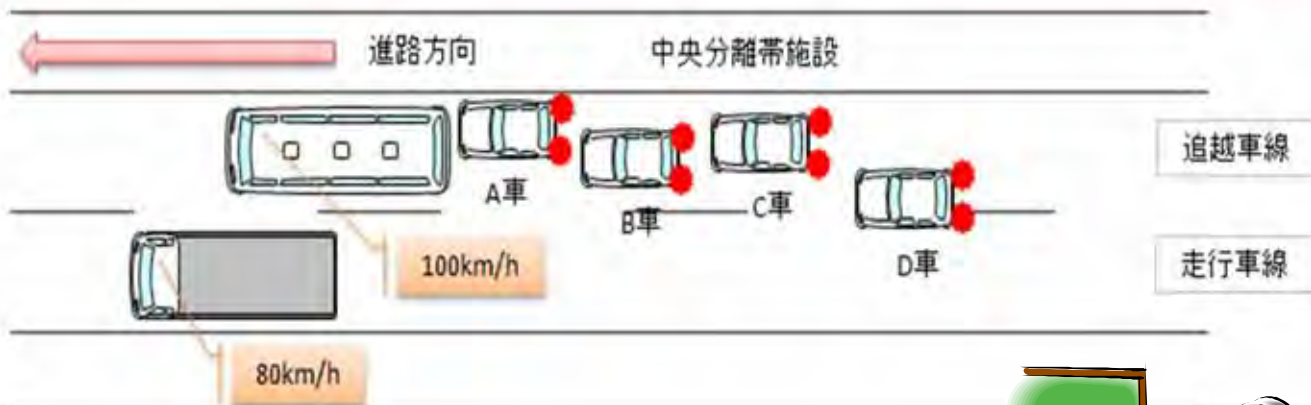 進路方向
中央分離帯施設
追越車線
A車
B車
C車
100km/h
D車
走行車線
80km/h